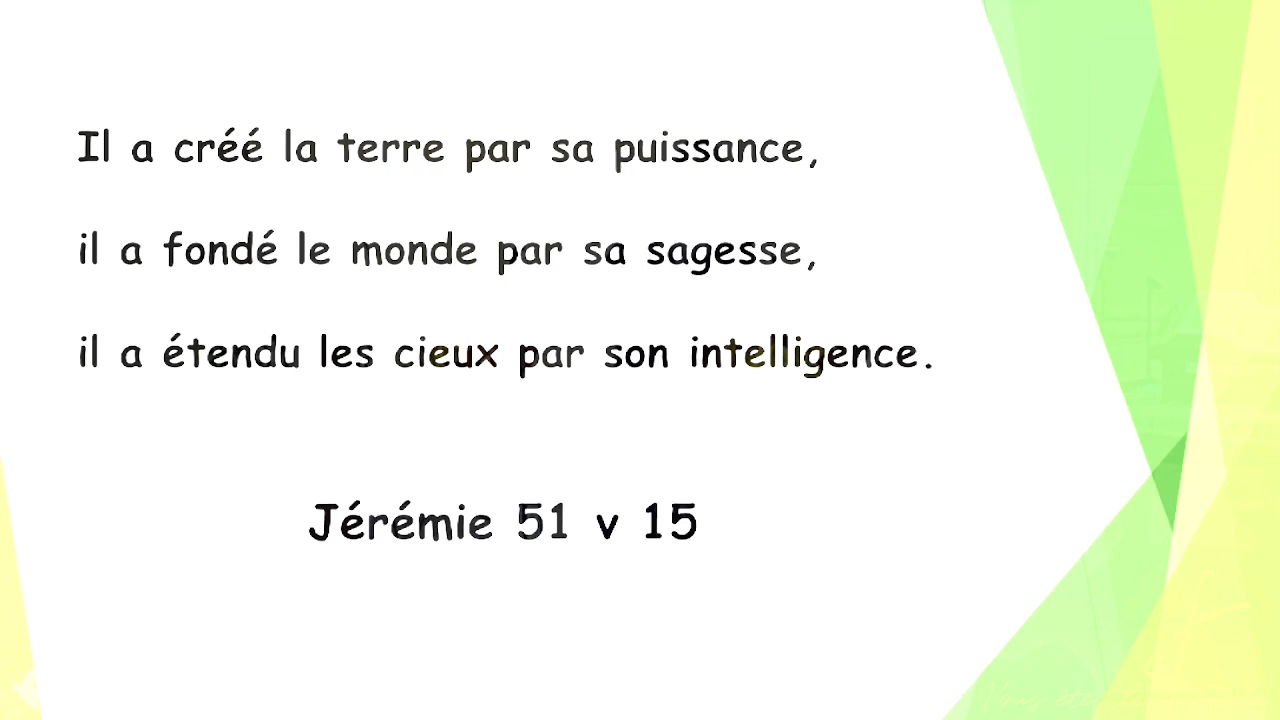 Il a créé la terre par sa puissance,
il a fondé le monde par sa sagesse,
il a étendu les cieux par son intelligence.
Jérémie 51 v 15